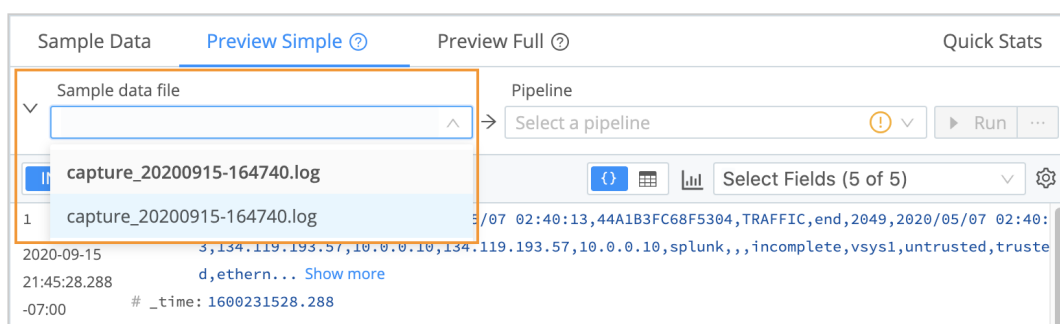 Sample Data Preview Simple Preview Full Quick Stats
Sample data file Pipeline
Select a pipeline Run ...
capture_20200915-164740.log
{} Select Fields (5 of 5)
capture_20200915-164740.log
1 /07 02:40:13,44A1B3FC68F5304,TRAFFIC,end,2049,2020/05/07 02:40:
2020-09-15 3,134.119.193.57,10.0.0.10,134.119.193.57,10.0.0.10,splunk,,,incomplete,vsys1,untrusted,truste
21:45:28.288 d,ethern... Show more
-07:00 # _time: 1600231528.288